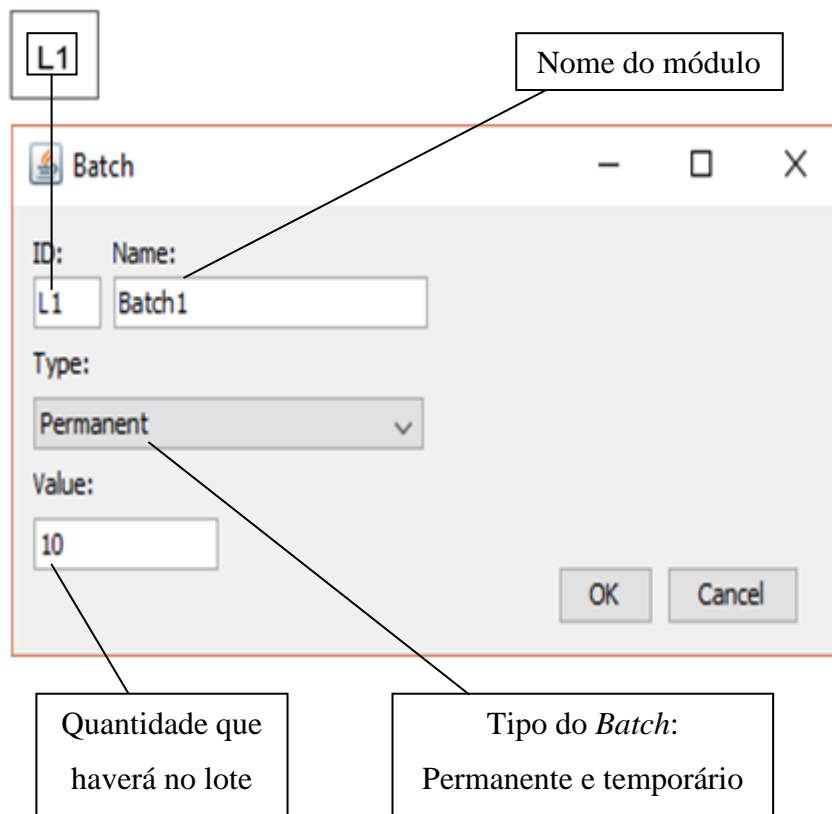 L1
Nome do módulo
Batch
ID: Name:
L1 Batch1
Type:
Permanent
Value:
10
OK Cancel
Quantidade que
haverá no lote
Tipo do Batch:
Permanente e temporário